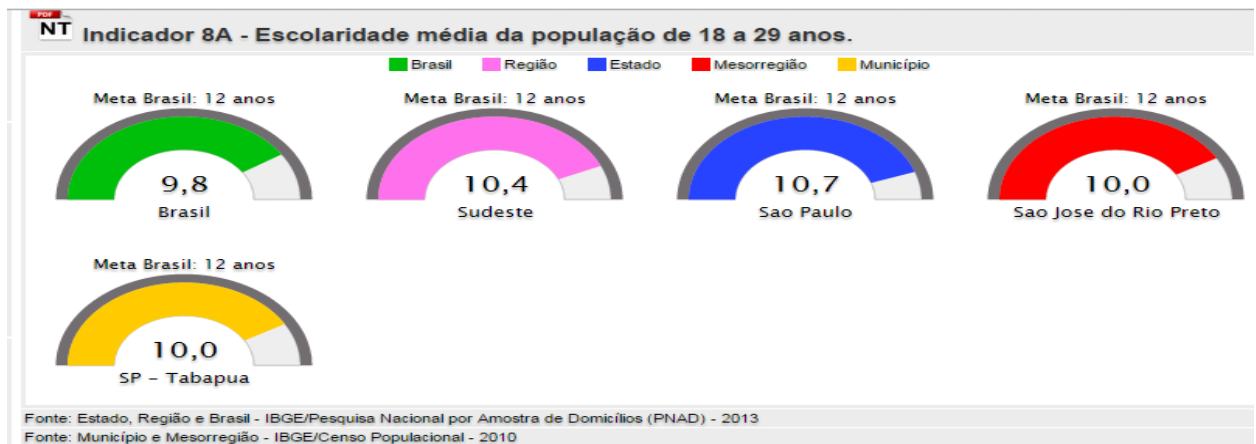 PDF
NT
Indicador 8A - Escolaridade média da população de 18 a 29 anos.
Brasil Região Estado Mesorregião Município
Meta Brasil: 12 anos Meta Brasil: 12 anos Meta Brasil: 12 anos Meta Brasil: 12 anos
9,8 10,4 10,7 10,0
Brasil Sudeste Sao Paulo Sao Jose do Rio Preto
Meta Brasil: 12 anos
10,0
SP - Tabapua
Fonte: Estado, Região e Brasil - IBGE/Pesquisa Nacional por Amostra de Domicílios (PNAD) - 2013
Fonte: Município e Mesorregião - IBGE/Censo Populacional - 2010